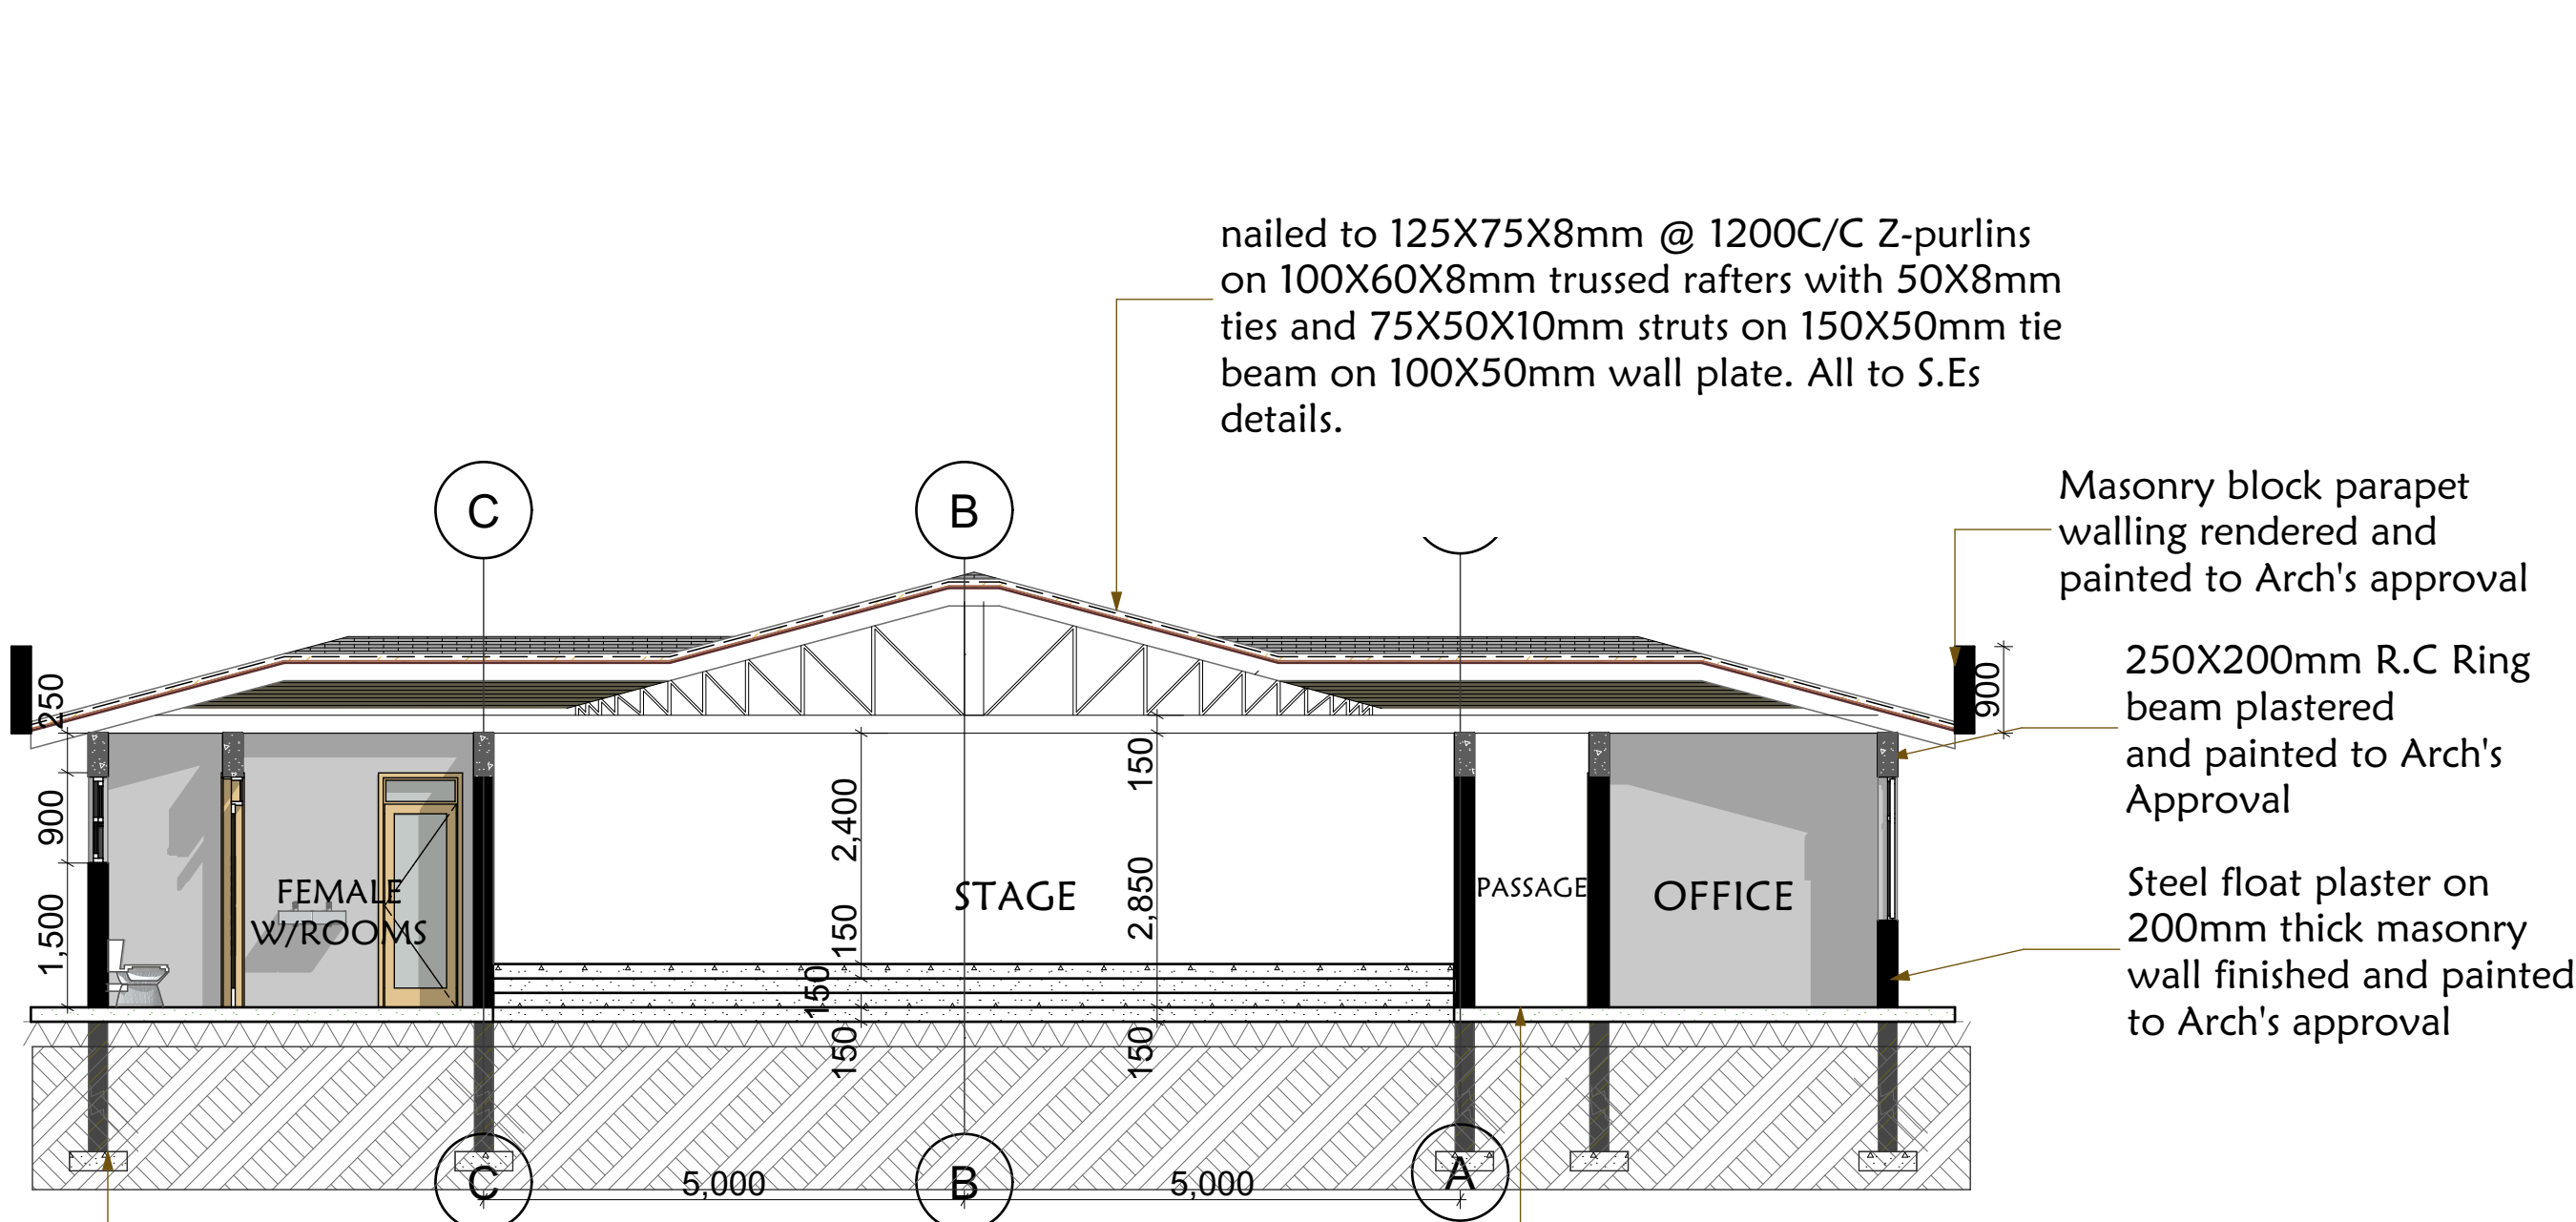 nailed to 125X75X8mm @ 1200C/C Z-purlins
on 100X60X8mm trussed rafters with 50X8mm
ties and 75X50X10mm struts on 150X50mm tie
beam on 100X50mm wall plate. All to S.Es
details.
C
B
Masonry block parapet
walling rendered and
painted to Arch's approval
250X200mm R.C Ring
beam plastered
and painted to Arch's
Approval
Steel float plaster on
200mm thick masonry
wall finished and painted
to Arch's approval
250
900
1,500
900
2,400
150
150
150
150
2,850
150
FEMALE
W/ROOMS
STAGE
PASSAGE
OFFICE
C
5,000
B
5,000
A